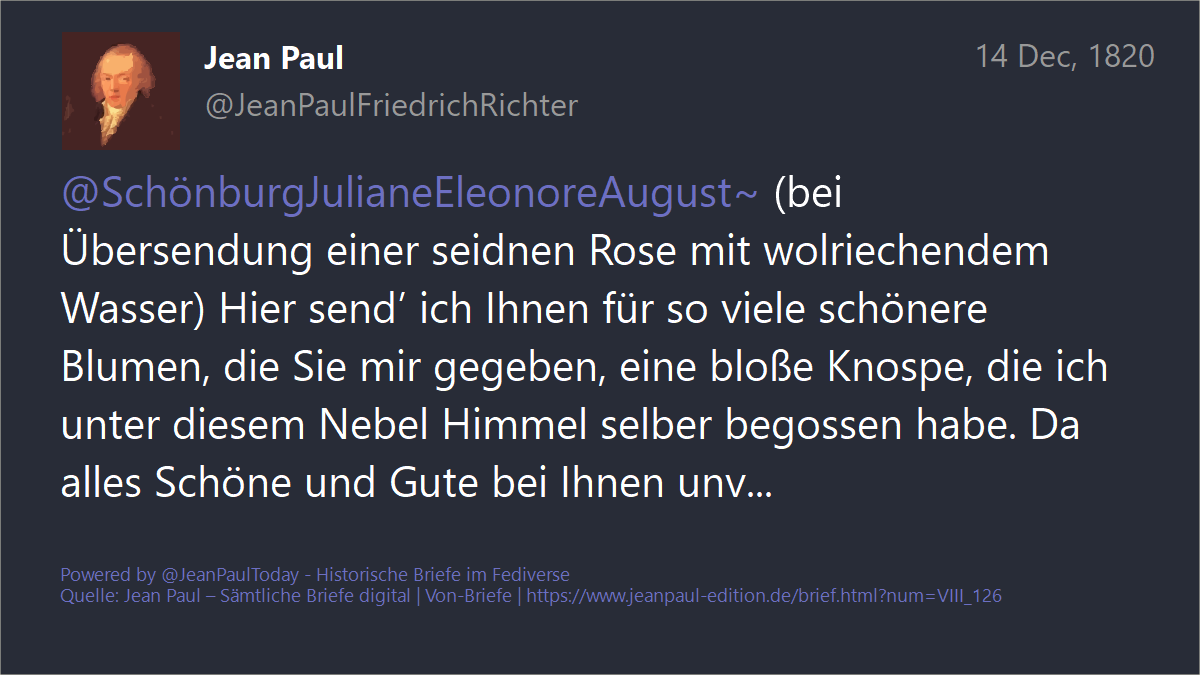 Jean Paul
14 Dec, 1820
@JeanPaulFriedrichRichter
@SchönburgJulianeEleonoreAugust~ (bei
Übersendung einer seidnen Rose mit wolriechendem
Wasser) Hier send’ ich Ihnen für so viele schönere
Blumen, die Sie mir gegeben, eine bloße Knospe, die ich
unter diesem Nebel Himmel selber begossen habe. Da
alles Schöne und Gute bei Ihnen unv...
Powered by @JeanPaulToday - Historische Briefe im Fediverse
Quelle: Jean Paul – Sämtliche Briefe digital | Von-Briefe | https://www.jeanpaul-edition.de/brief.html?num=VIII_126